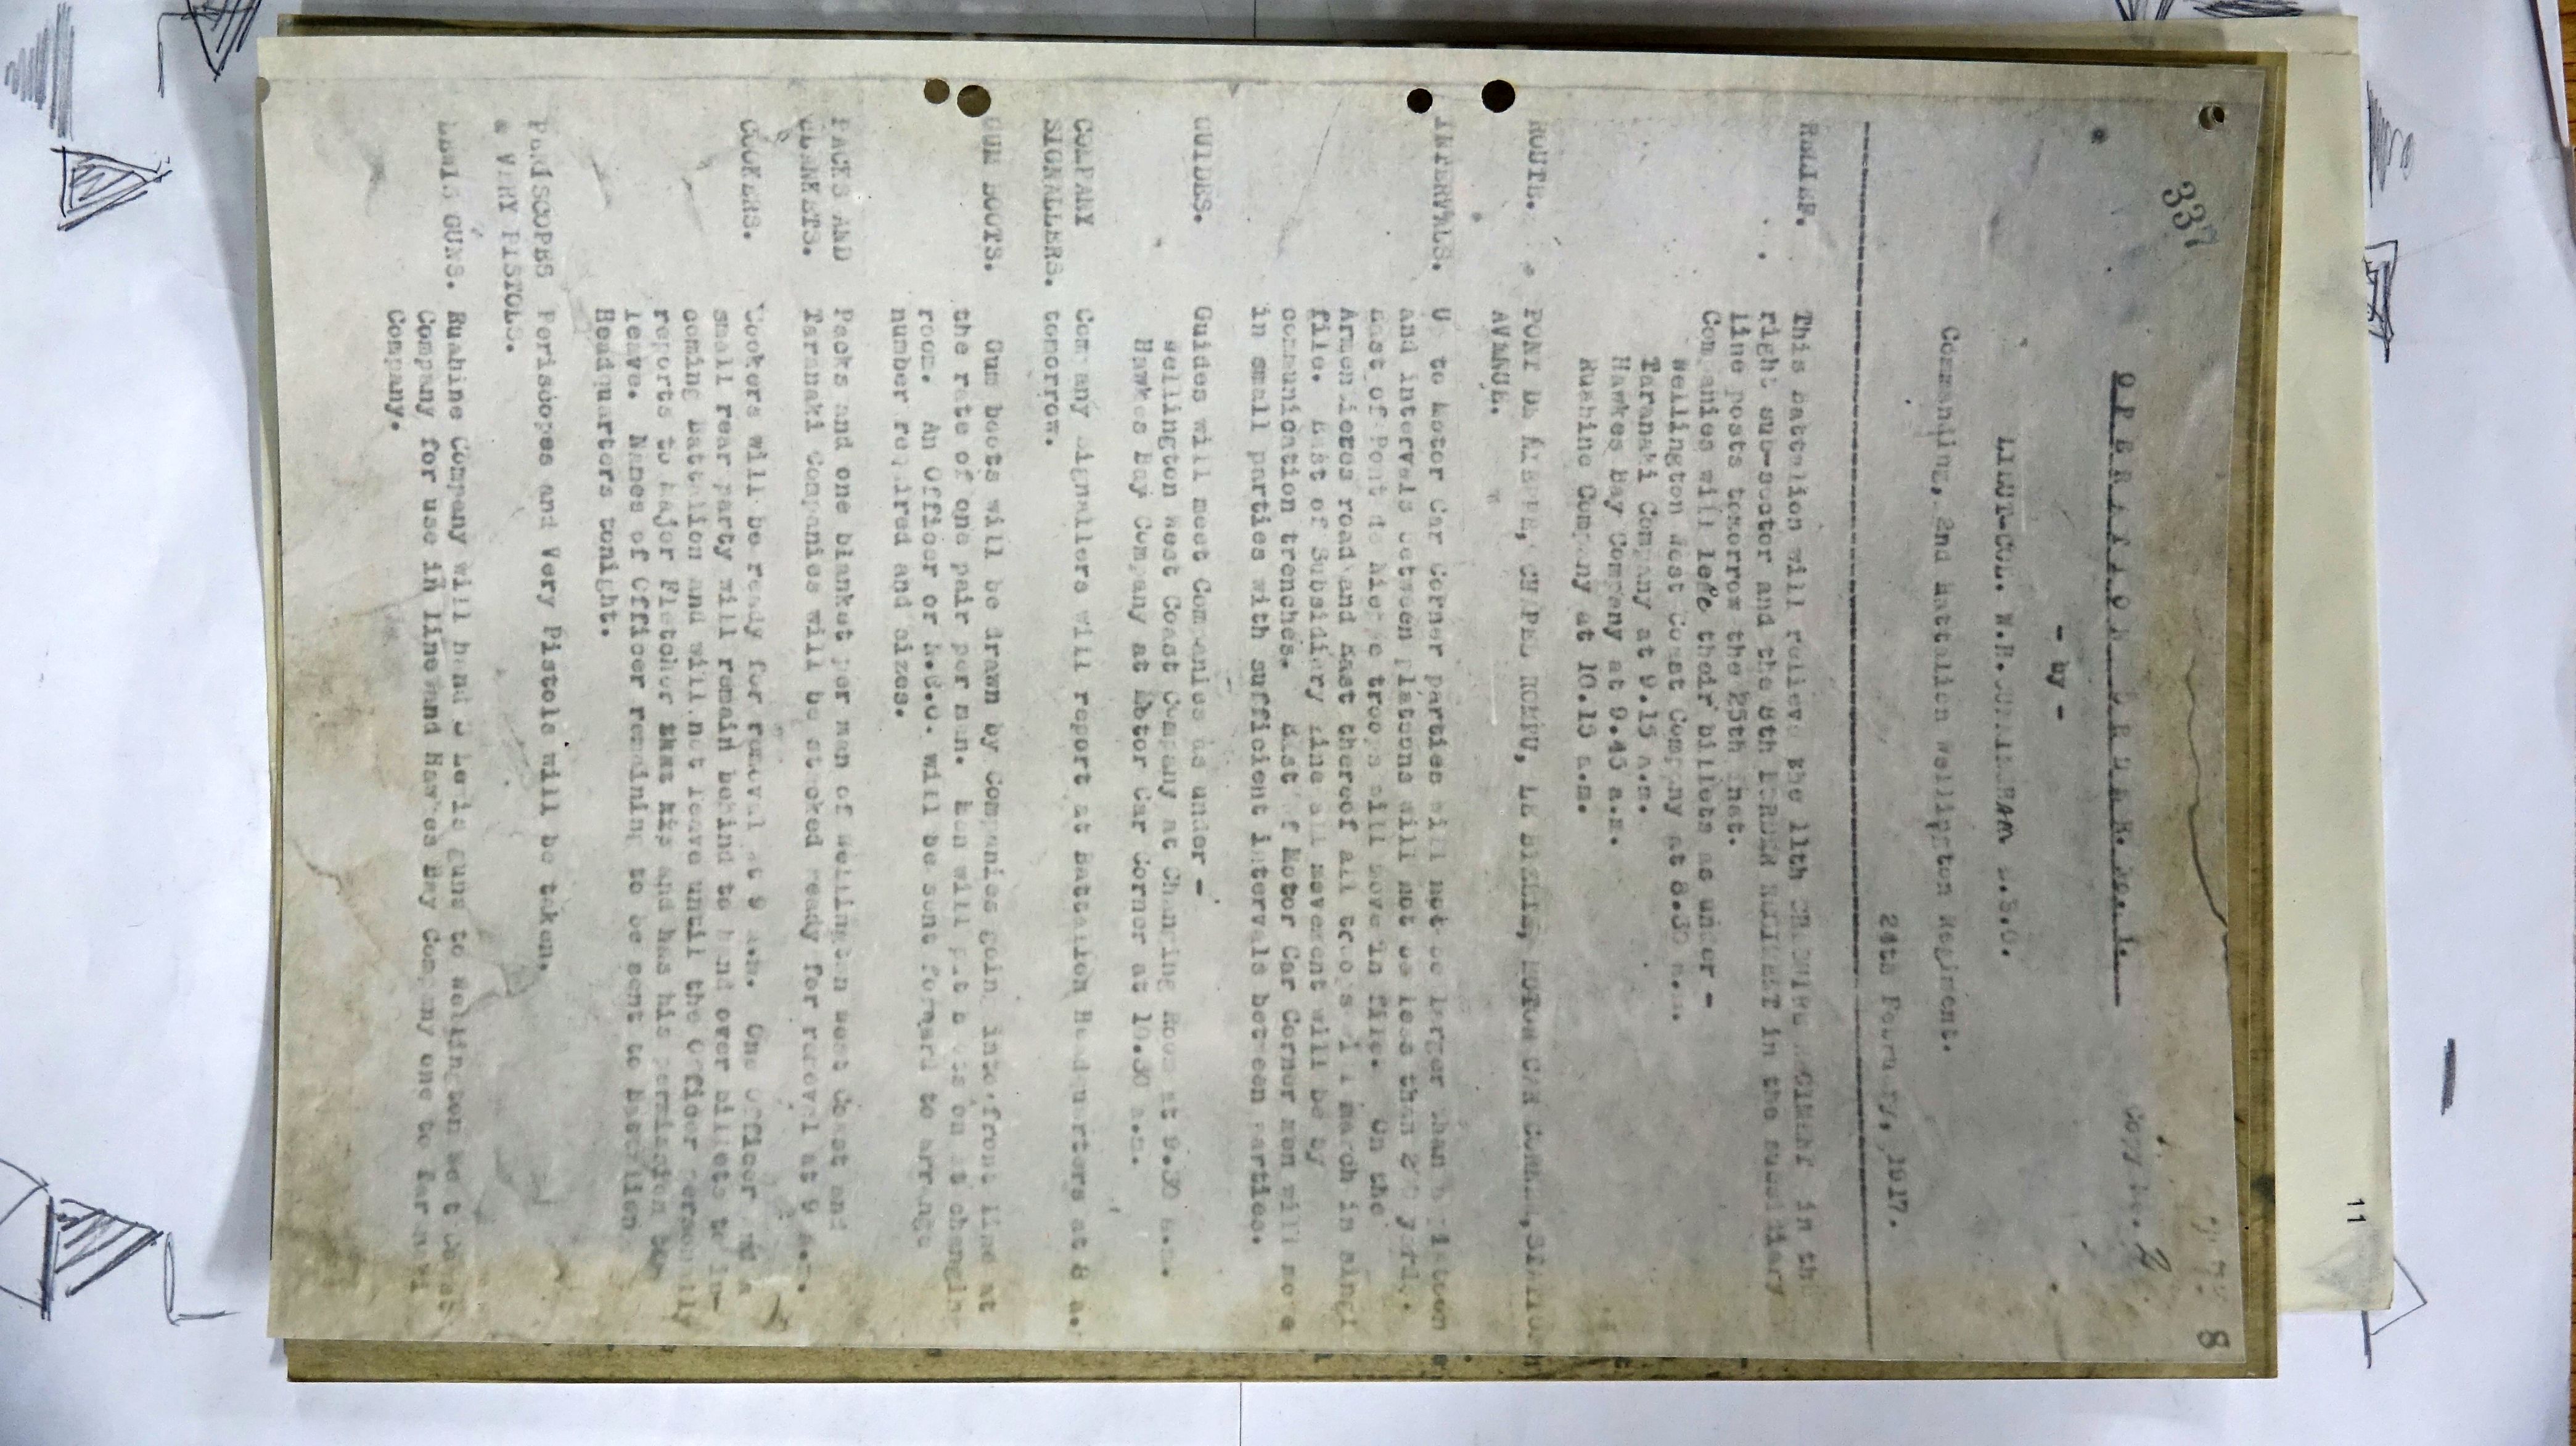 337
8
11
Copy No. 2
OPERATION ORDER. No. 1.
- by -
LIEUT-COL. W.H. CUNNINGHAM D.S.O.
Commanding, 2nd Battalion Wellington Regiment.
24th February, 1917.
RELIEF. This Battalion will relieve the 11th CHESHIRE REGIMENT in the
right sub-sector and the 8th BORDER REGIMENT in the subsidiary
line posts tomorrow the 25th inst.
Companies will leave their billets as under -
Wellington West Coast Company at 8.30 a.m.
Taranaki Company at 9.15 a.m.
Hawkes Bay Company at 9.45 a.m.
Ruahine Company at 10.15 a.m.
ROUTE. PONT DE NIEPPE, CHAPEL ROMPU, LE BIZET, MOTOR CAR CORNER,
AVENUE.
INTERVALS. Up to Motor Car Corner parties will not be larger than a platoon
and intervals between platoons will not be less than 200 yards.
East of Pont de Nieppe troops will move in file. On the
Armentieres road and East thereof all troops will march in single
file. East of Subsidiary Line all movement will be by
communication trenches. East of Motor Car Corner men will move
in small parties with sufficient intervals between parties.
GUIDES. Guides will meet Companies as under -
Wellington West Coast Company at Changing Room at 9.30 a.m.
Hawkes Bay Company at Motor Car Corner at 10.30 a.m.
COMPANY Company Signallers will report at Battalion Headquarters at 8 a.
SIGNALLERS. tomorrow.
GUM BOOTS. Gum boots will be drawn by Companies going into front line at
the rate of one pair per man. Men will put boots on at changing
room. An Officer or N.C.O. will be sent forward to arrange
number required and sizes.
PACKS AND Packs and one blanket per man of Wellington West Coast and
BLANKETS. Taranaki Companies will be stacked ready for removal at 9 a.m.
COOKERS. Cookers will be ready for removal at 9 a.m. One Officer and a
small rear party will remain behind to hand over billets to in-
coming Battalion and will not leave until the Officer personally
reports to Major Fletcher that his and has his permission to
leave. Names of Officer remaining to be sent to Battalion
Headquarters tonight.
PERISCOPES Periscopes and Very Pistols will be taken.
& VERY PISTOLS.
LEWIS GUNS. Ruahine Company will hand Lewis guns to Wellington West Coast
Company for use in line and Hawkes Bay Company one to Taranaki
Company.